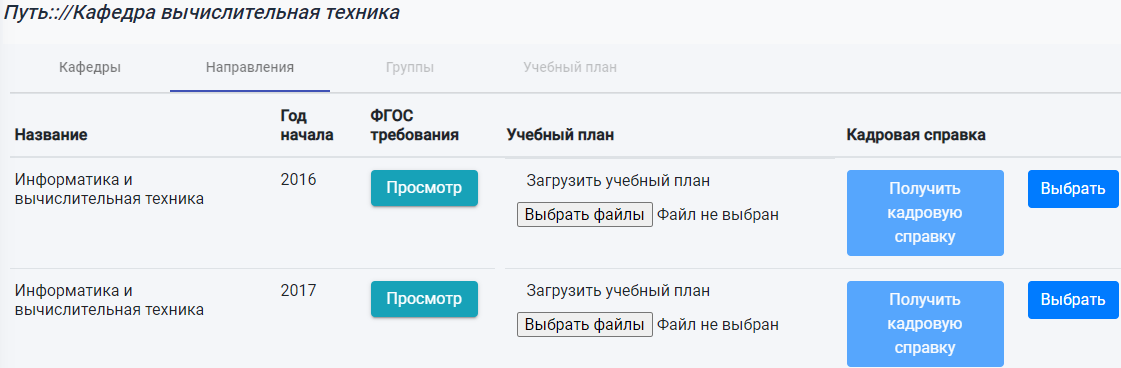 Путь:://Кафедра вычислительная техника
Кафедры Направления Группы Учебный план
Название Год начала ФГОС требования Учебный план Кадровая справка
Информатика и вычислительная техника 2016 Просмотр Загрузить учебный план
Выбрать файлы Файл не выбран
Получить кадровую справку Выбрать
Информатика и вычислительная техника 2017 Просмотр Загрузить учебный план
Выбрать файлы Файл не выбран
Получить кадровую справку Выбрать